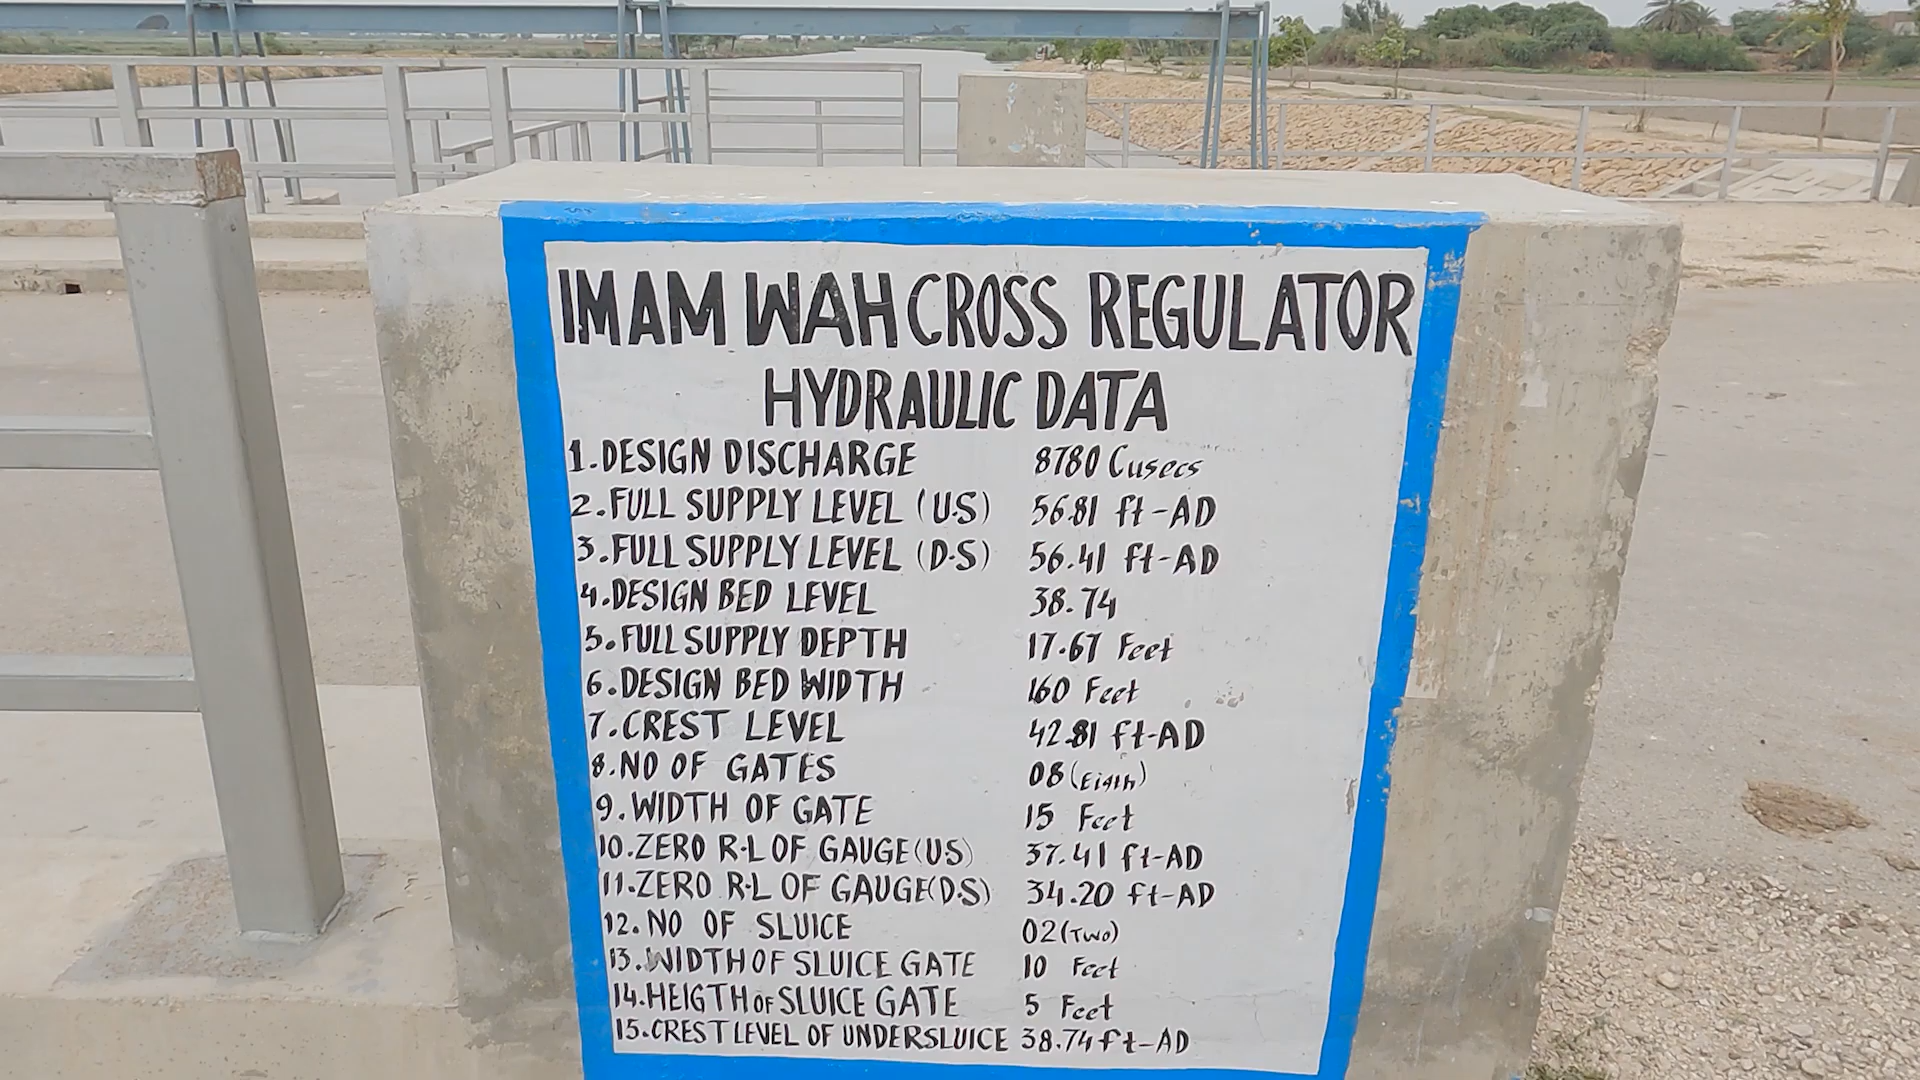 IMAM WAH CROSS REGULATOR
HYDRAULIC DATA
1. DESIGN DISCHARGE 8780 Cusecs
2. FULL SUPPLY LEVEL (U.S) 56.81 ft-AD
3. FULL SUPPLY LEVEL (D.S) 56.41 ft-AD
4. DESIGN BED LEVEL 38.74
5. FULL SUPPLY DEPTH 17.67 Feet
6. DESIGN BED WIDTH 160 Feet
7. CREST LEVEL 42.81 ft-AD
8. NO OF GATES 08 (Eigth)
9. WIDTH OF GATE 15 Feet
10. ZERO R.L OF GAUGE (U.S) 37.41 ft-AD
11. ZERO R.L OF GAUGE (D.S) 34.20 ft-AD
12. NO OF SLUICE 02 (TWO)
13. WIDTH OF SLUICE GATE 10 Feet
14. HEIGTH OF SLUICE GATE 5 Feet
15. CREST LEVEL OF UNDERSLUICE 38.74 ft-AD